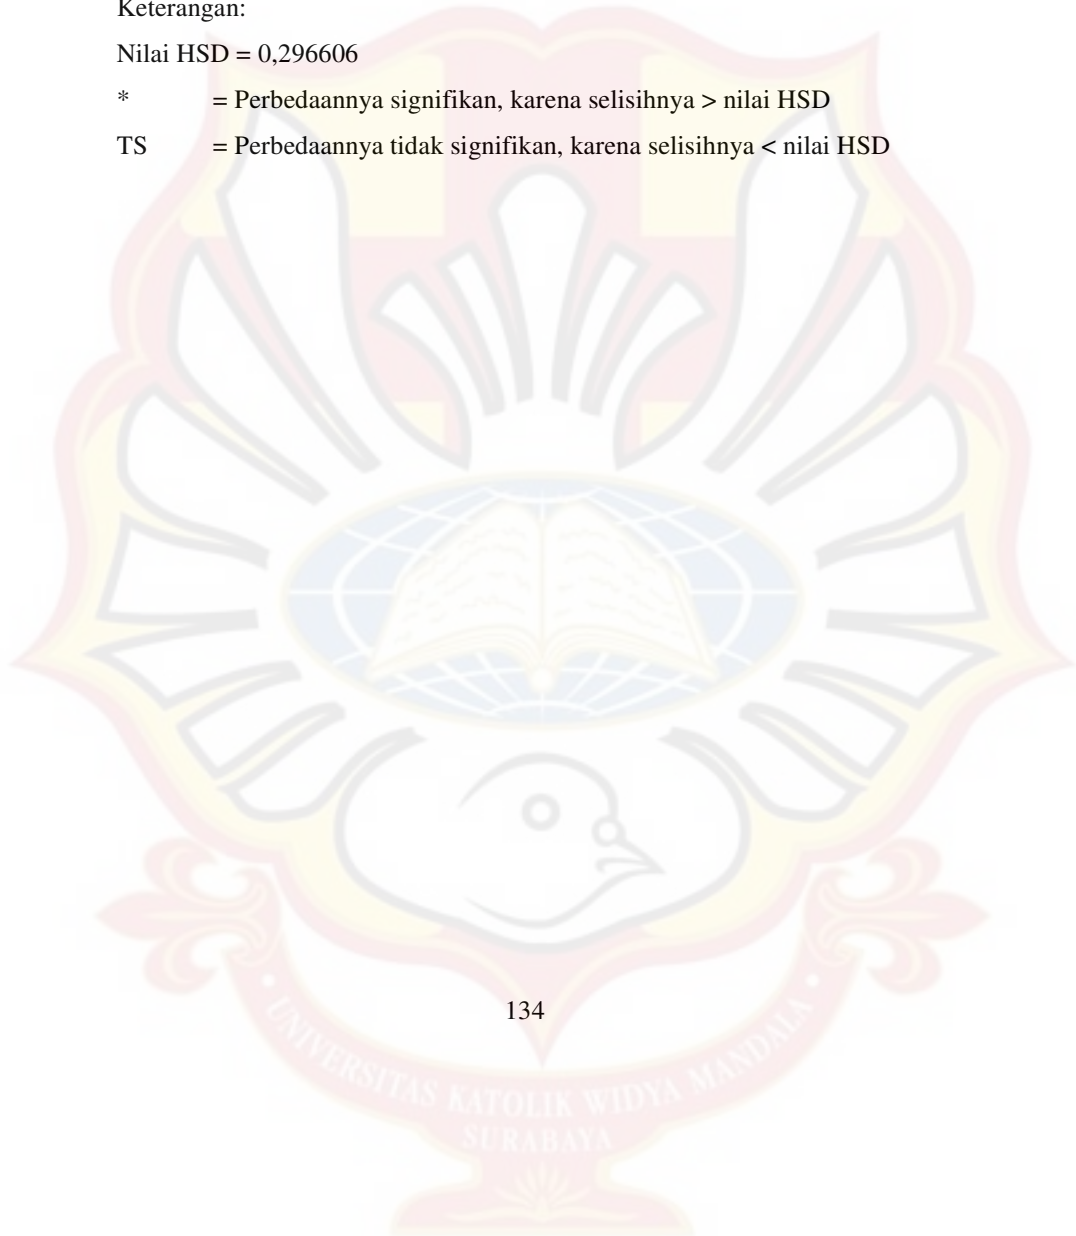 Keterangan:
Nilai HSD = 0,296606
* = Perbedaannya signifikan, karena selisihnya > nilai HSD
TS = Perbedaannya tidak signifikan, karena selisihnya < nilai HSD
134
UNIVERSITAS KATOLIK WIDYA MANDALA
SURABAYA